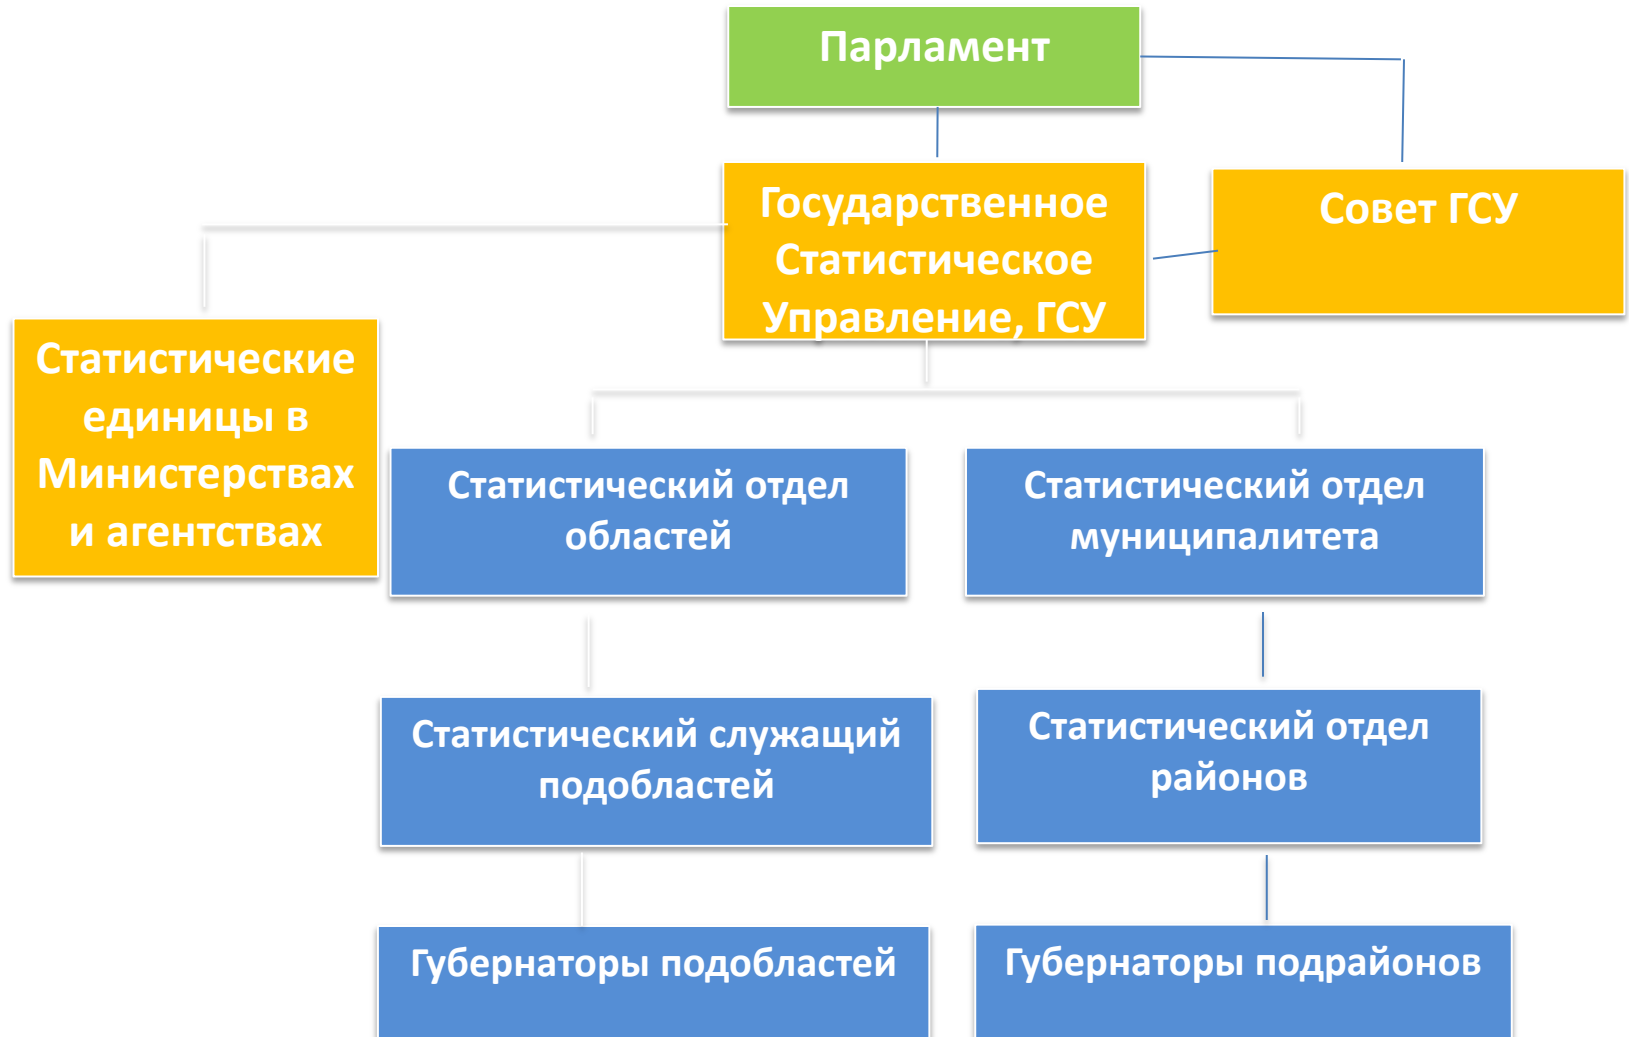 Парламент
Государственное
Статистическое
Управление, ГСУ
Совет ГСУ
Статистические
единицы в
Министерствах
и агентствах
Статистический отдел
областей
Статистический отдел
муниципалитета
Статистический служащий
подобластей
Статистический отдел
районов
Губернаторы подобластей
Губернаторы подрайонов